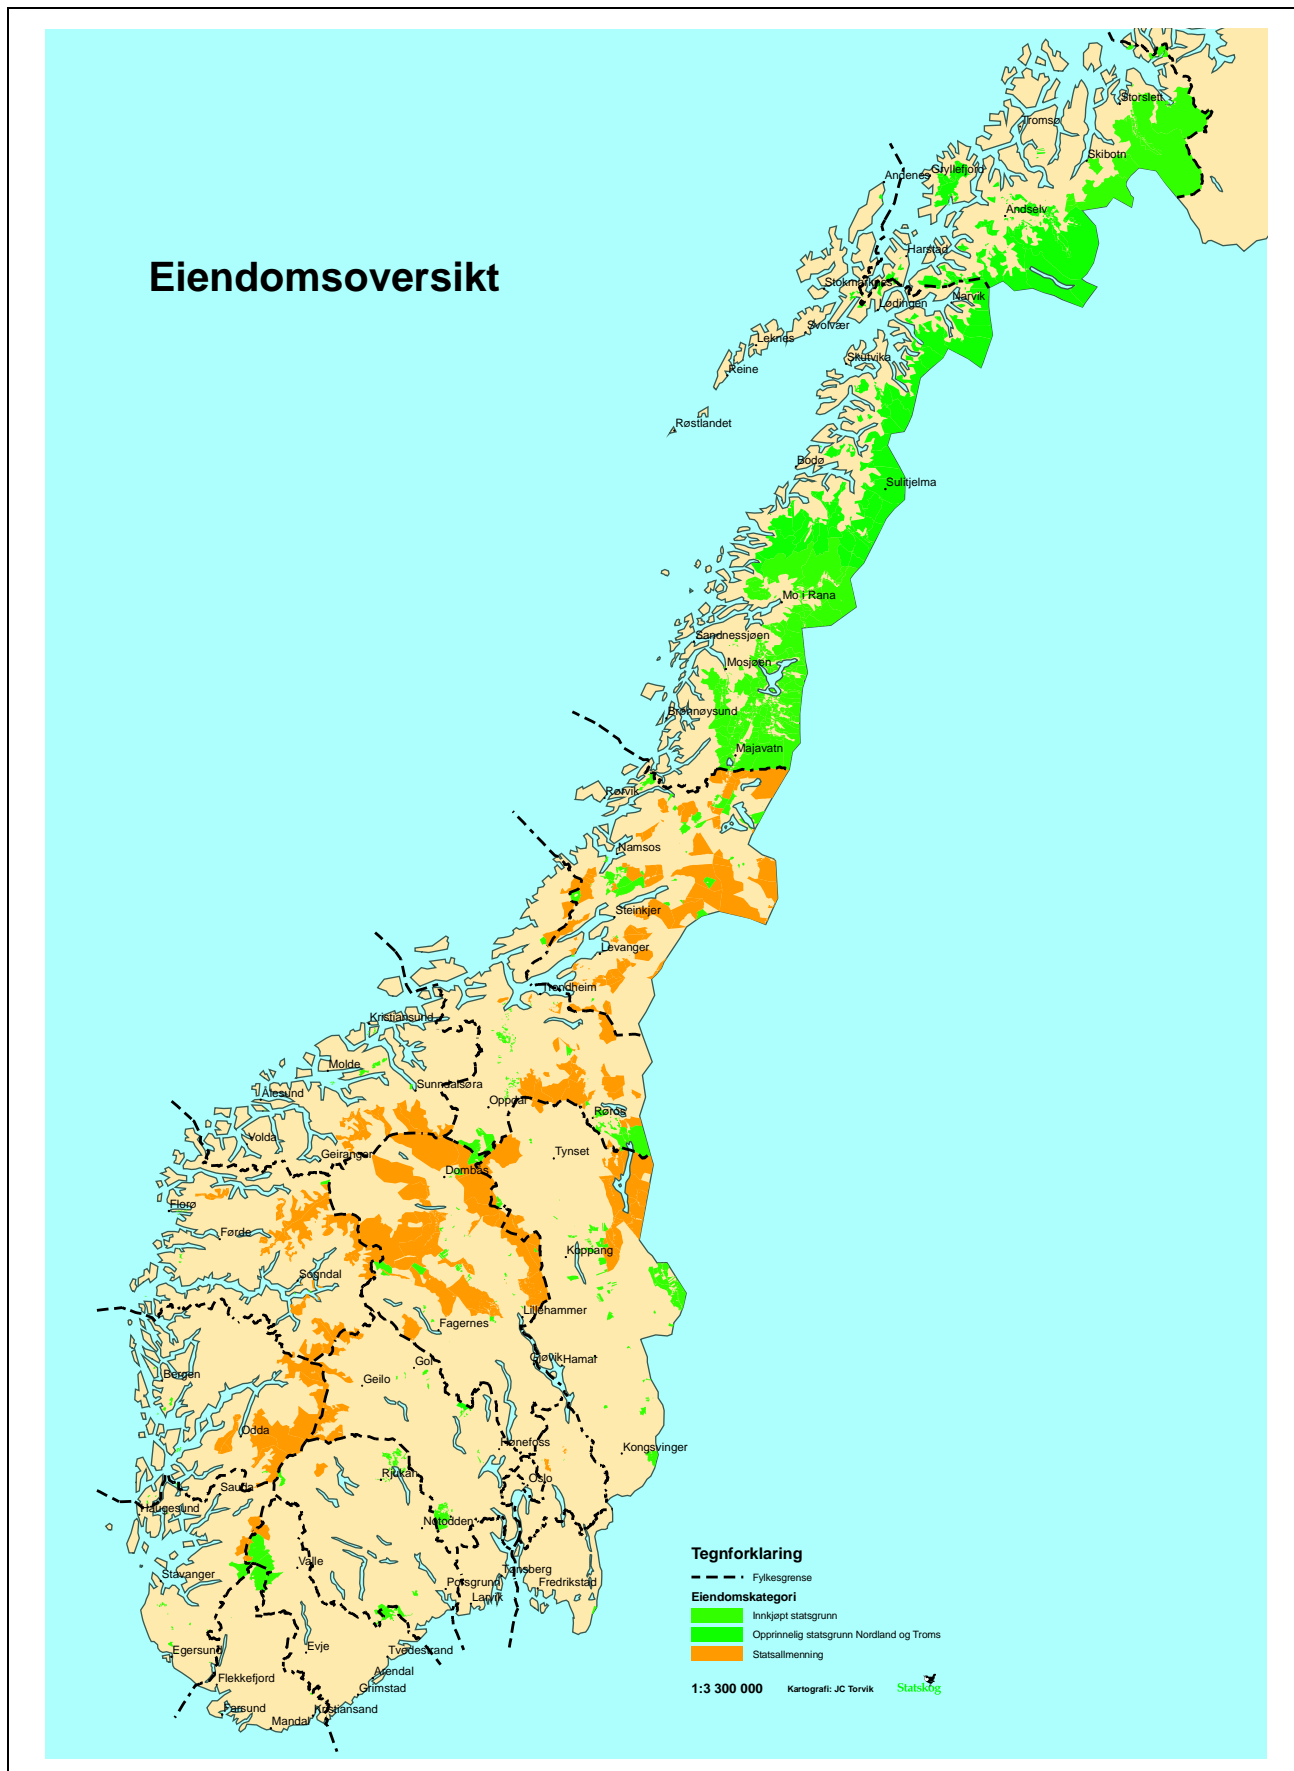 Storslett
Tromsø
Skibotn
Gryllefjord
Andenes
Andselv
Harstad
Eiendomsoversikt
Stokmarknes
Narvik
Lødingen
Svolvær
Leknes
Skutvika
Reine
Røstlandet
Bodø
Sulitjelma
Mo i Rana
Sandnessjøen
Mosjøen
Brønnøysund
Majavatn
Rørvik
Namsos
Steinkjer
Levanger
Trondheim
Kristiansund
Molde
Sunndalsøra
Ålesund
Oppdal
Røros
Volda
Geiranger
Tynset
Dombås
Florø
Førde
Koppang
Sogndal
Lillehammer
Fagernes
Gjøvik
Hamar
Gol
Bergen
Geilo
Odda
Hønefoss
Kongsvinger
Rjukan
Oslo
Sauda
Haugesund
Notodden
Tegnforklaring
Valle
Tønsberg
Stavanger
Fylkesgrense
Porsgrunn
Fredrikstad
Larvik
Eiendomskategori
Innkjøpt statsgrunn
Opprinnelig statsgrunn Nordland og Troms
Evje
Egersund
Tvedestrand
Statsallmenning
Arendal
Flekkefjord
Grimstad
1:3 300 000
Kartografi: JC Torvik
Statskog
Farsund
Kristiansand
Mandal